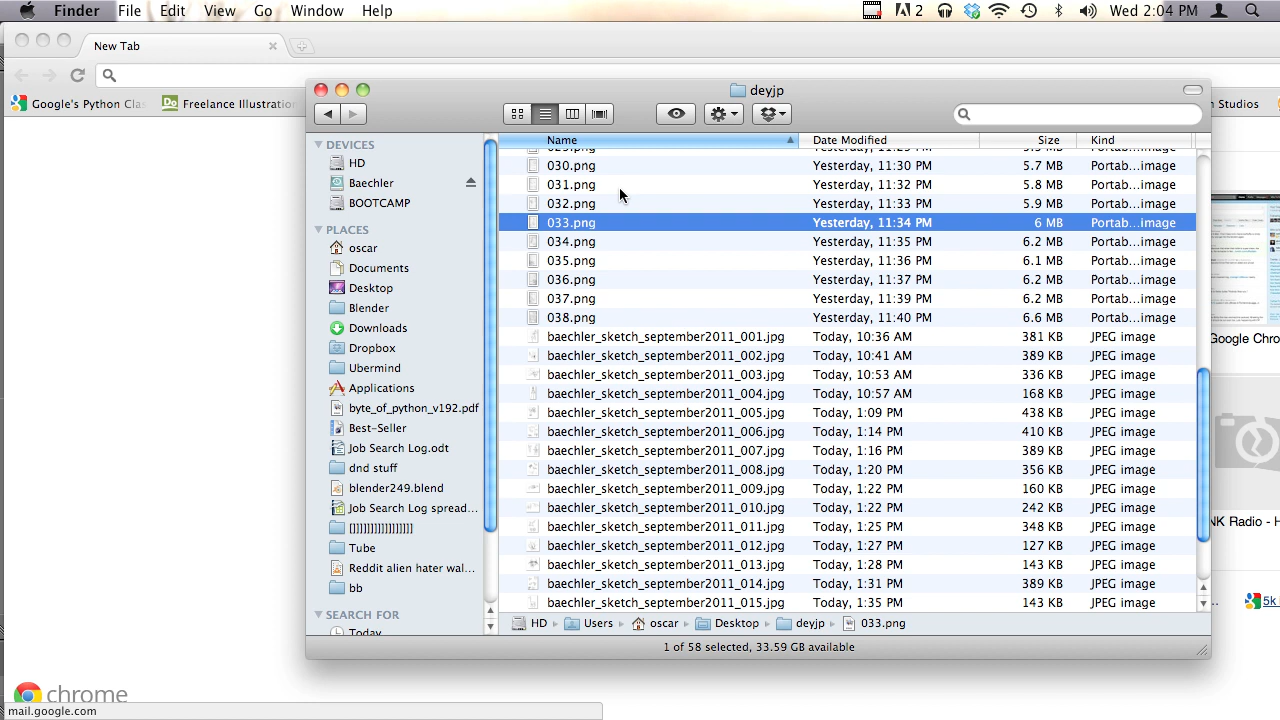 Finder File Edit View Go Window Help 2 Wed 2:04 PM
New Tab
Google's Python Cla Freelance Illustratio n Studios
deyjp
Name Date Modified Size Kind
030.png Yesterday, 11:30 PM 5.7 MB Portab...image
031.png Yesterday, 11:32 PM 5.8 MB Portab...image
032.png Yesterday, 11:33 PM 5.9 MB Portab...image
033.png Yesterday, 11:34 PM 6 MB Portab...image
034.png Yesterday, 11:35 PM 6.2 MB Portab...image
035.png Yesterday, 11:36 PM 6.1 MB Portab...image
036.png Yesterday, 11:37 PM 6.2 MB Portab...image
037.png Yesterday, 11:39 PM 6.2 MB Portab...image
038.png Yesterday, 11:40 PM 6.6 MB Portab...image
baechler_sketch_september2011_001.jpg Today, 10:36 AM 381 KB JPEG image
baechler_sketch_september2011_002.jpg Today, 10:41 AM 389 KB JPEG image
baechler_sketch_september2011_003.jpg Today, 10:53 AM 336 KB JPEG image
baechler_sketch_september2011_004.jpg Today, 10:57 AM 168 KB JPEG image
baechler_sketch_september2011_005.jpg Today, 1:09 PM 438 KB JPEG image
baechler_sketch_september2011_006.jpg Today, 1:14 PM 410 KB JPEG image
baechler_sketch_september2011_007.jpg Today, 1:16 PM 389 KB JPEG image
baechler_sketch_september2011_008.jpg Today, 1:20 PM 356 KB JPEG image
baechler_sketch_september2011_009.jpg Today, 1:22 PM 160 KB JPEG image
baechler_sketch_september2011_010.jpg Today, 1:22 PM 242 KB JPEG image
baechler_sketch_september2011_011.jpg Today, 1:25 PM 348 KB JPEG image
baechler_sketch_september2011_012.jpg Today, 1:27 PM 127 KB JPEG image
baechler_sketch_september2011_013.jpg Today, 1:28 PM 143 KB JPEG image
baechler_sketch_september2011_014.jpg Today, 1:31 PM 389 KB JPEG image
baechler_sketch_september2011_015.jpg Today, 1:35 PM 143 KB JPEG image
DEVICES
HD
Baechler
BOOTCAMP
PLACES
oscar
Documents
Desktop
Blender
Downloads
Dropbox
Ubermind
Applications
byte_of_python_v192.pdf
Best-Seller
Job Search Log.odt
dnd stuff
blender249.blend
Job Search Log spread...
Tube
Reddit alien hater wal...
bb
SEARCH FOR
Today
HD Users oscar Desktop deyjp 033.png
1 of 58 selected, 33.59 GB available
Google Chro
NK Radio - H
5k
chrome
mail.google.com